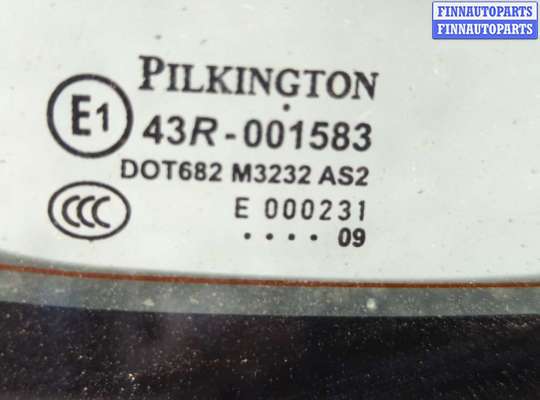 FINNAUTOPARTS
FINNAUTOPARTS
PILKINGTON
E1
43R-001583
DOT682 M3232 AS2
CCC
E 000231
.... 09